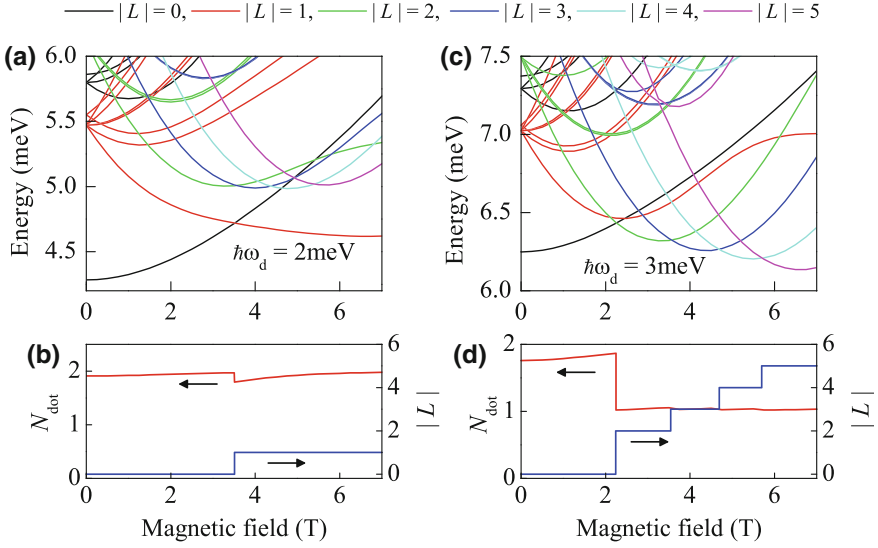 |L| = 0, |L| = 1, |L| = 2, |L| = 3, |L| = 4, |L| = 5
(a)
6.0
5.5
5.0
4.5
Energy (meV)
ħω_d = 2meV
0 2 4 6
(c)
7.5
7.0
6.5
6.0
Energy (meV)
ħω_d = 3meV
0 2 4 6
(b)
2
1
0
N_dot
6
4
2
0
|L|
0 2 4 6
Magnetic field (T)
(d)
2
1
0
N_dot
6
4
2
0
|L|
0 2 4 6
Magnetic field (T)